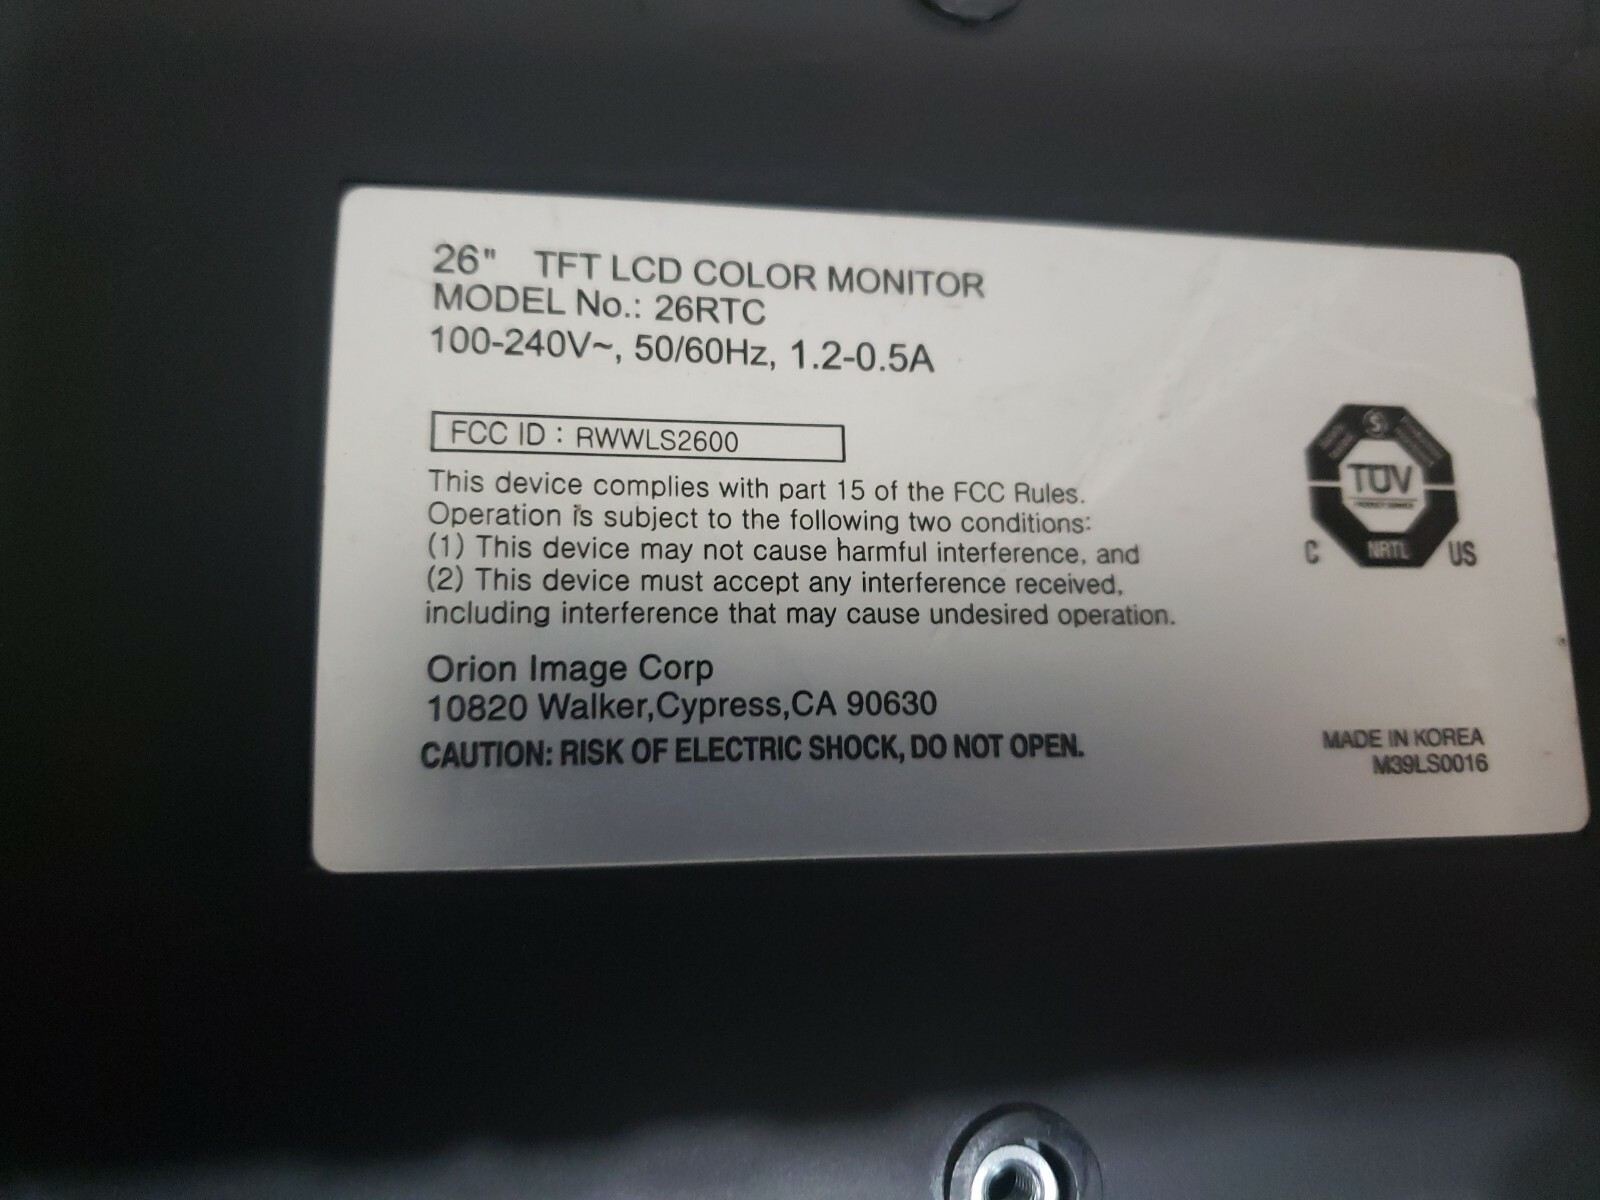 26" TFT LCD COLOR MONITOR
MODEL No.: 26RTC
100-240V~, 50/60Hz, 1.2-0.5A
FCC ID : RWWLS2600
This device complies with part 15 of the FCC Rules.
Operation is subject to the following two conditions:
(1) This device may not cause harmful interference, and
(2) This device must accept any interference received,
including interference that may cause undesired operation.
S
TÜV
PRODUCT SERVICE
C NRTL US
Orion Image Corp
10820 Walker,Cypress,CA 90630
CAUTION: RISK OF ELECTRIC SHOCK, DO NOT OPEN.
MADE IN KOREA
M39LS0016